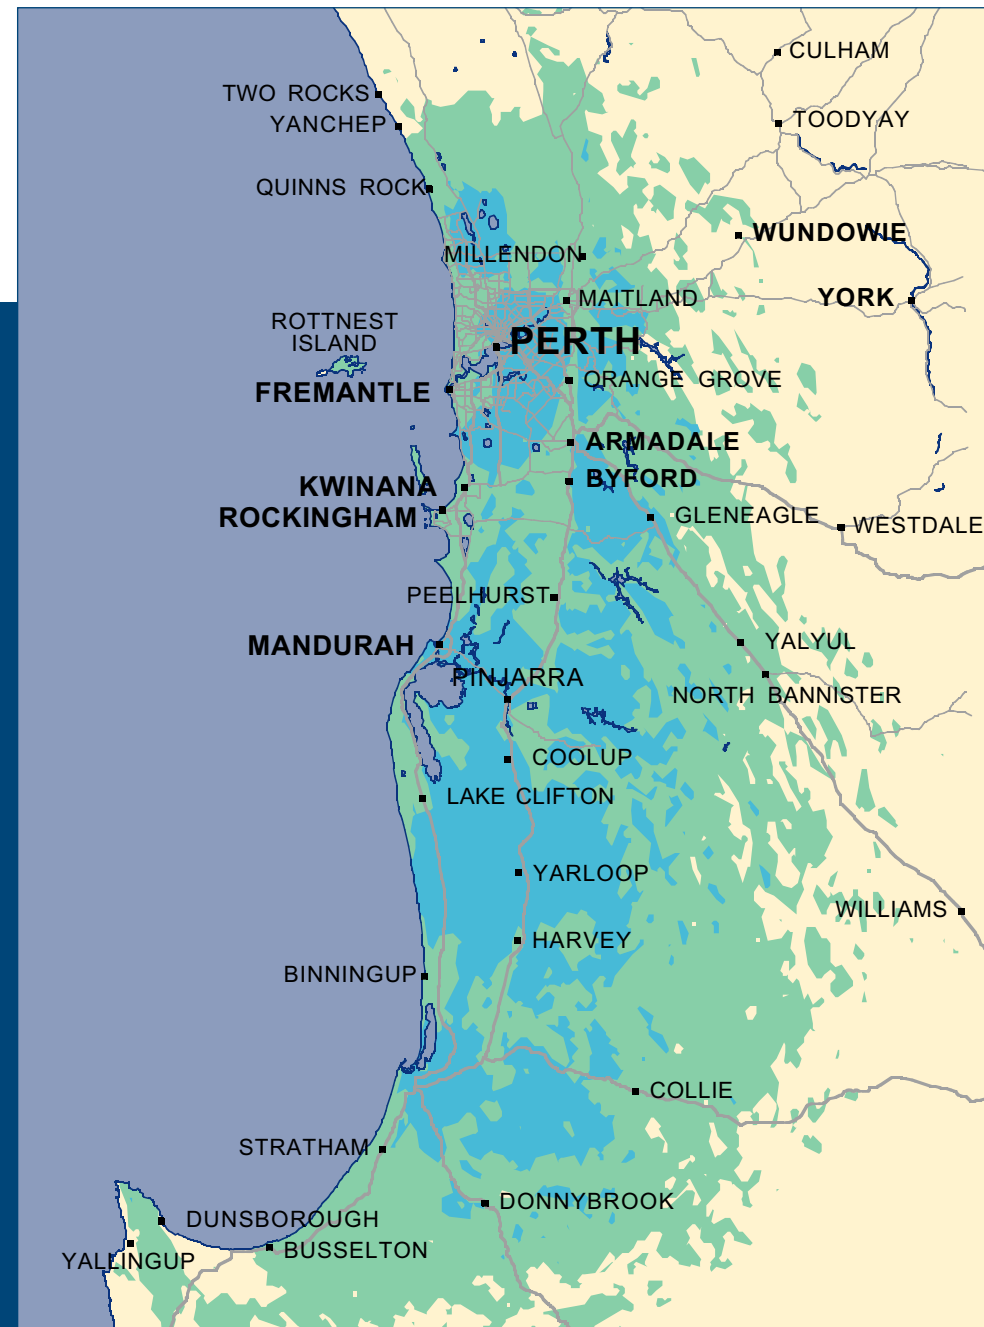 CULHAM
TWO ROCKS
TOODYAY
YANCHEP
QUINNS ROCK
WUNDOWIE
MILLENDON
MAITLAND
YORK
ROTTNEST
ISLAND
PERTH
ORANGE GROVE
FREMANTLE
ARMADALE
BYFORD
KWINANA
ROCKINGHAM
GLENEAGLE
WESTDALE
PEELHURST
YALYUL
MANDURAH
PINJARRA
NORTH BANNISTER
COOLUP
LAKE CLIFTON
YARLOOP
WILLIAMS
HARVEY
BINNINGUP
COLLIE
STRATHAM
DONNYBROOK
DUNSBOROUGH
BUSSELTON
YALLINGUP